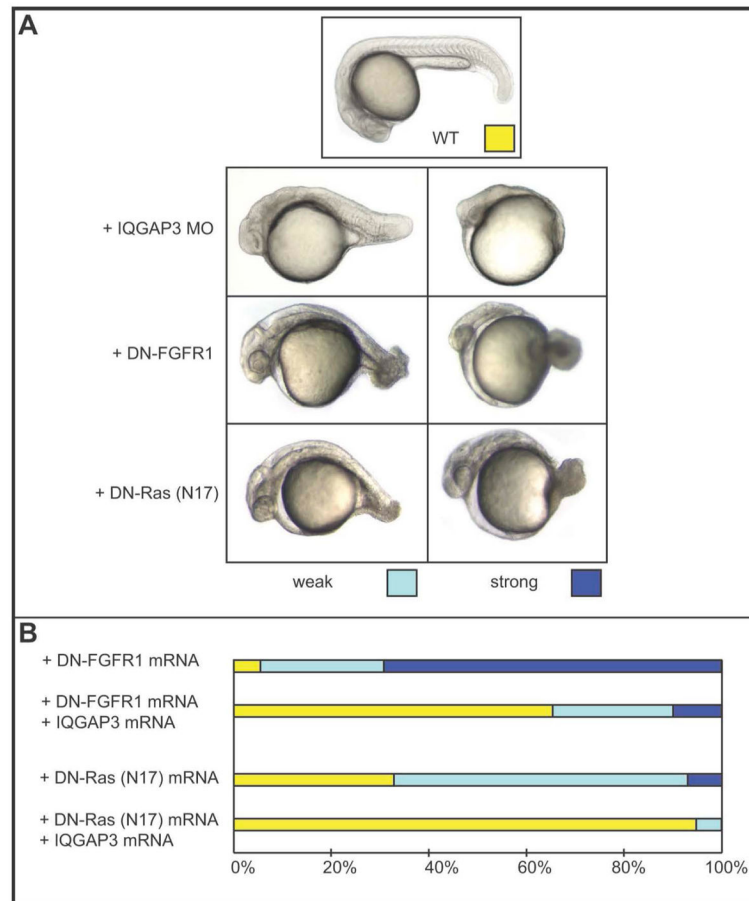 A
WT
+ IQGAP3 MO
+ DN-FGFR1
+ DN-Ras (N17)
weak
strong
B
+ DN-FGFR1 mRNA
+ DN-FGFR1 mRNA
+ IQGAP3 mRNA
+ DN-Ras (N17) mRNA
+ DN-Ras (N17) mRNA
+ IQGAP3 mRNA
0% 20% 40% 60% 80% 100%